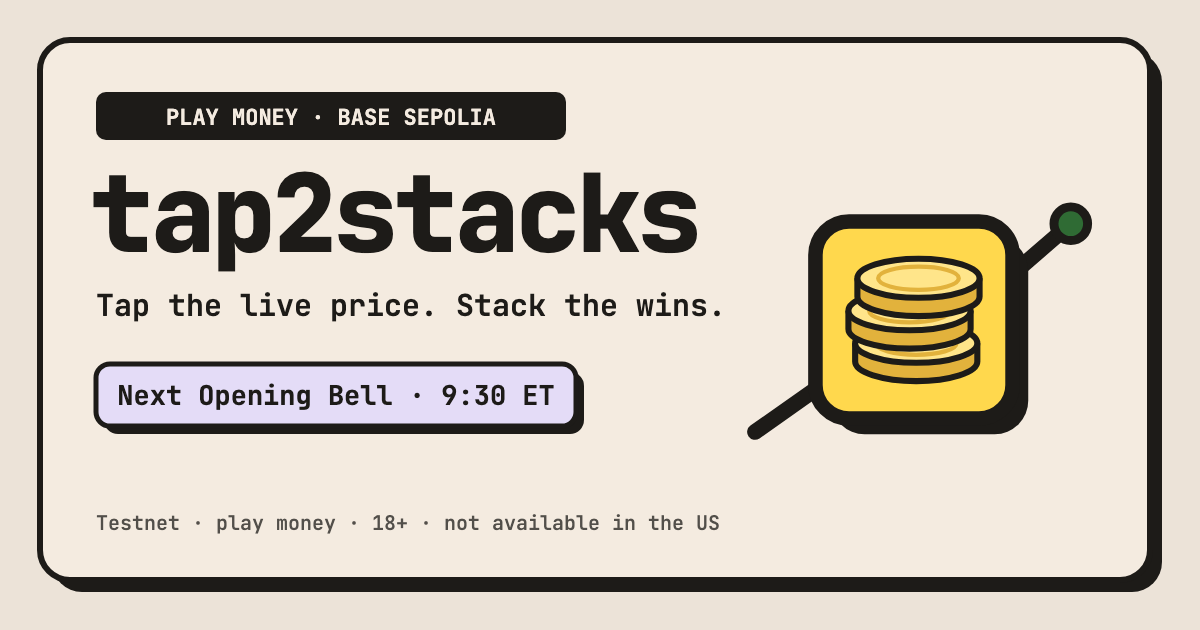 PLAY MONEY · BASE SEPOLIA
tap2stacks
Tap the live price. Stack the wins.
Next Opening Bell · 9:30 ET
Testnet · play money · 18+ · not available in the US